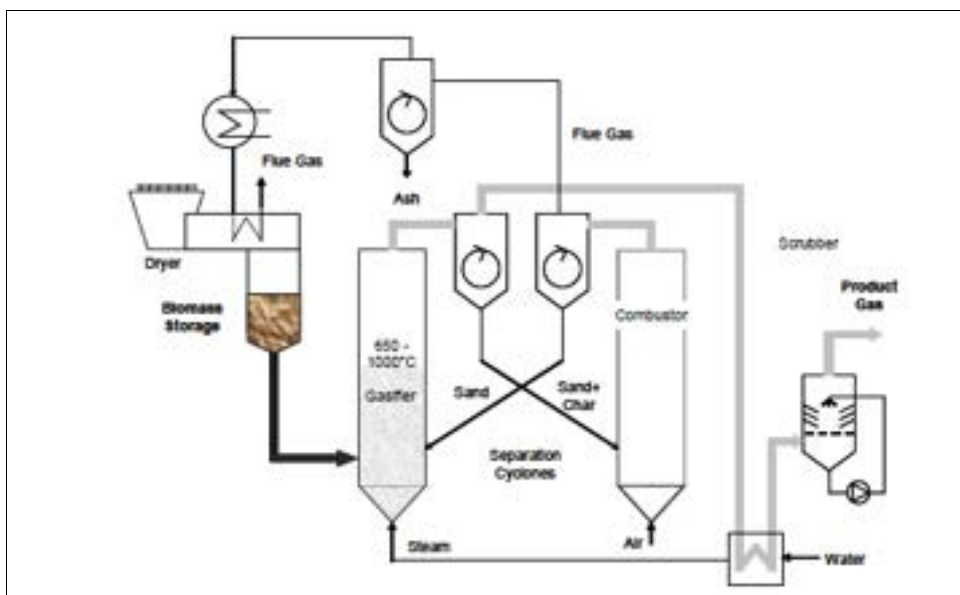 Flue Gas
Flue Gas
Ash
Dryer
Biomass
Storage
Scrubber
Product
Gas
Combustor
650 -
1000°C
Gasifier
Sand
Sand+
Char
Separation
Cyclones
Steam
Air
Water